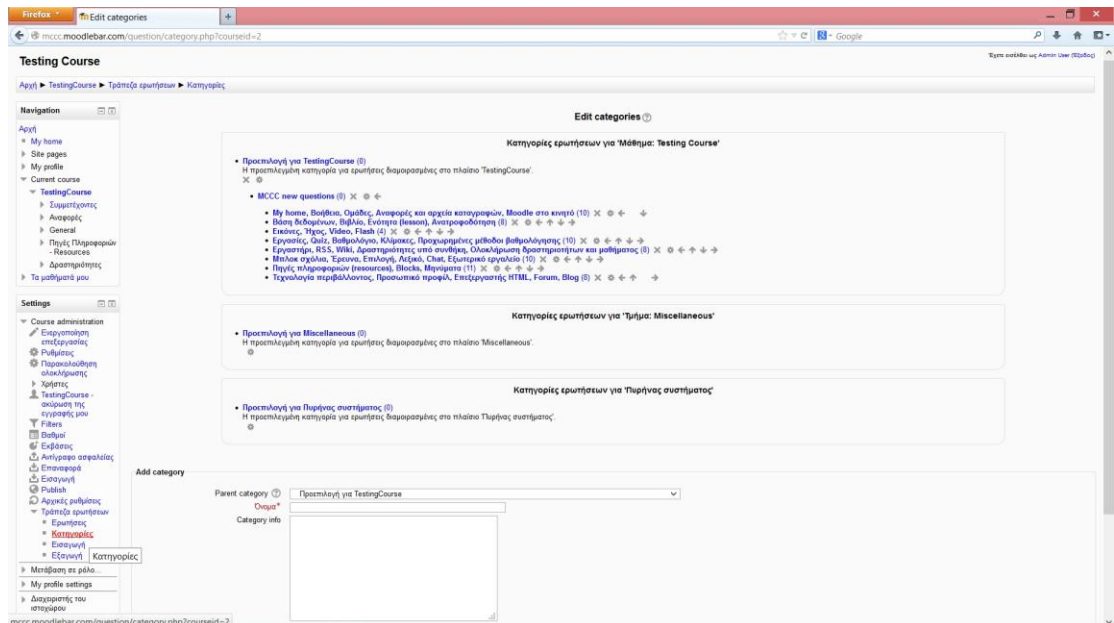 Firefox
Edit categories
mccc.moodlebar.com/question/category.php?courseid=2
Google
Testing Course
Έχετε εισέλθει ως Admin User (Έξοδος)
Αρχή ► TestingCourse ► Τράπεζα ερωτήσεων ► Κατηγορίες
Navigation
Αρχή
My home
Site pages
My profile
Current course
TestingCourse
Συμμετέχοντες
Αναφορές
General
Πηγές Πληροφοριών
- Resources
Δραστηριότητες
Τα μαθήματά μου
Settings
Course administration
Ενεργοποίηση
επεξεργασίας
Ρυθμίσεις
Παρακολούθηση
ολοκλήρωσης
Χρήστες
TestingCourse -
ακύρωση της
εγγραφής μου
Filters
Βαθμοί
Εκβάσεις
Αντίγραφο ασφαλείας
Επαναφορά
Εισαγωγή
Publish
Αρχικές ρυθμίσεις
Τράπεζα ερωτήσεων
Ερωτήσεις
Κατηγορίες
Εισαγωγή
Εξαγωγή
Κατηγορίες
Μετάβαση σε ρόλο...
My profile settings
Διαχειριστής του
ιστοχώρου
mccc.moodlebar.com/question/category.php?courseid=2
Edit categories
Κατηγορίες ερωτήσεων για 'Μάθημα: Testing Course'
Προεπιλογή για TestingCourse (0)
Η προεπιλεγμένη κατηγορία για ερωτήσεις διαμοιρασμένες στο πλαίσιο 'TestingCourse'.
MCCC new questions (0)
My home, Βοήθεια, Ομάδες, Αναφορές και αρχεία καταγραφών, Moodle στο κινητό (10)
Βάση δεδομένων, Βιβλίο, Ενότητα (lesson), Ανατροφοδότηση (8)
Εικόνες, Ήχος, Video, Flash (4)
Εργασίες, Quiz, Βαθμολόγιο, Κλίμακες, Προχωρημένες μέθοδοι βαθμολόγησης (10)
Εργαστήρι, RSS, Wiki, Δραστηριότητες υπό συνθήκη, Ολοκλήρωση δραστηριοτήτων και μαθήματος (8)
Μπλοκ σχόλια, Έρευνα, Επιλογή, Λεξικό, Chat, Εξωτερικό εργαλείο (10)
Πηγές πληροφοριών (resources), Blocks, Μηνύματα (11)
Τεχνολογία περιβάλλοντος, Προσωπικό προφίλ, Επεξεργαστής HTML, Forum, Blog (8)
Κατηγορίες ερωτήσεων για 'Τμήμα: Miscellaneous'
Προεπιλογή για Miscellaneous (0)
Η προεπιλεγμένη κατηγορία για ερωτήσεις διαμοιρασμένες στο πλαίσιο 'Miscellaneous'.
Κατηγορίες ερωτήσεων για 'Πυρήνας συστήματος'
Προεπιλογή για Πυρήνας συστήματος (0)
Η προεπιλεγμένη κατηγορία για ερωτήσεις διαμοιρασμένες στο πλαίσιο 'Πυρήνας συστήματος'.
Add category
Parent category
Προεπιλογή για TestingCourse
Όνομα*
Category info